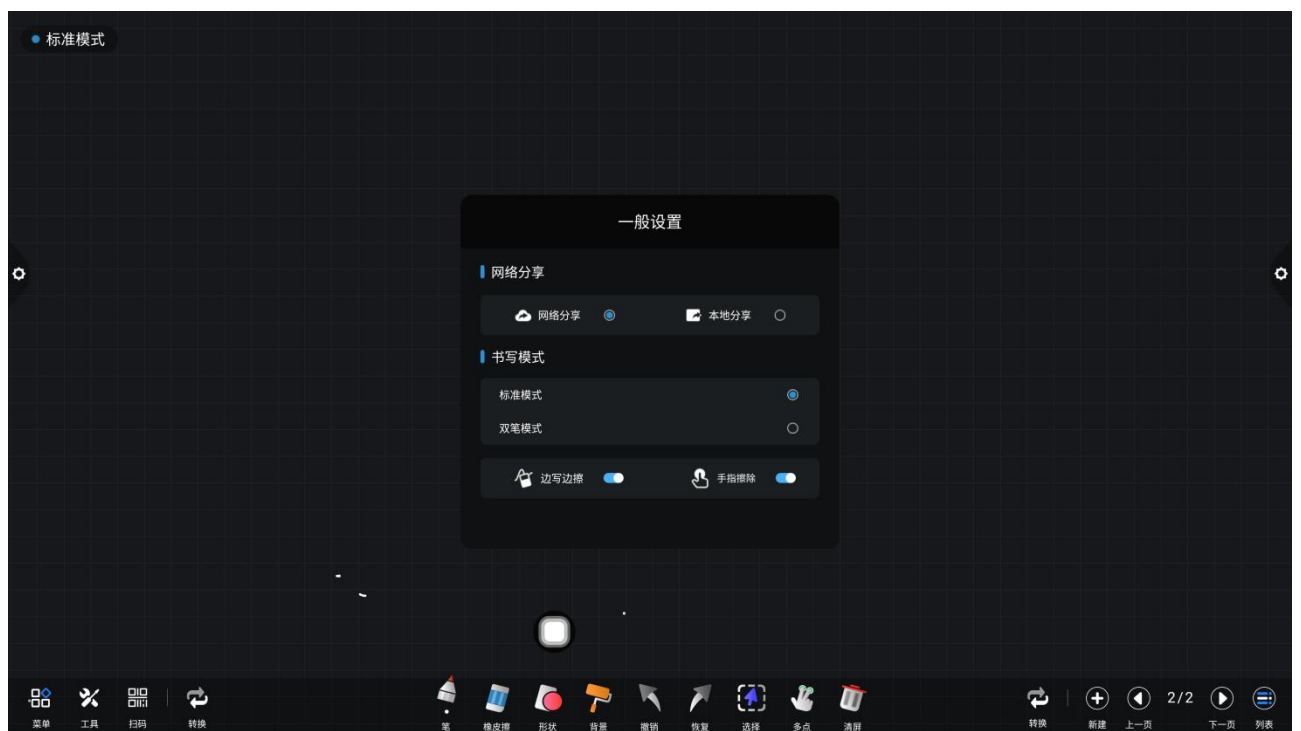 标准模式
一般设置
网络分享
网络分享 本地分享
书写模式
标准模式
双笔模式
边写边擦 手指擦除
菜单 工具 扫码 转换 笔 橡皮擦 形状 背景 撤销 恢复 选择 多点 清屏 转换 新建 上一页 2/2 下一页 列表